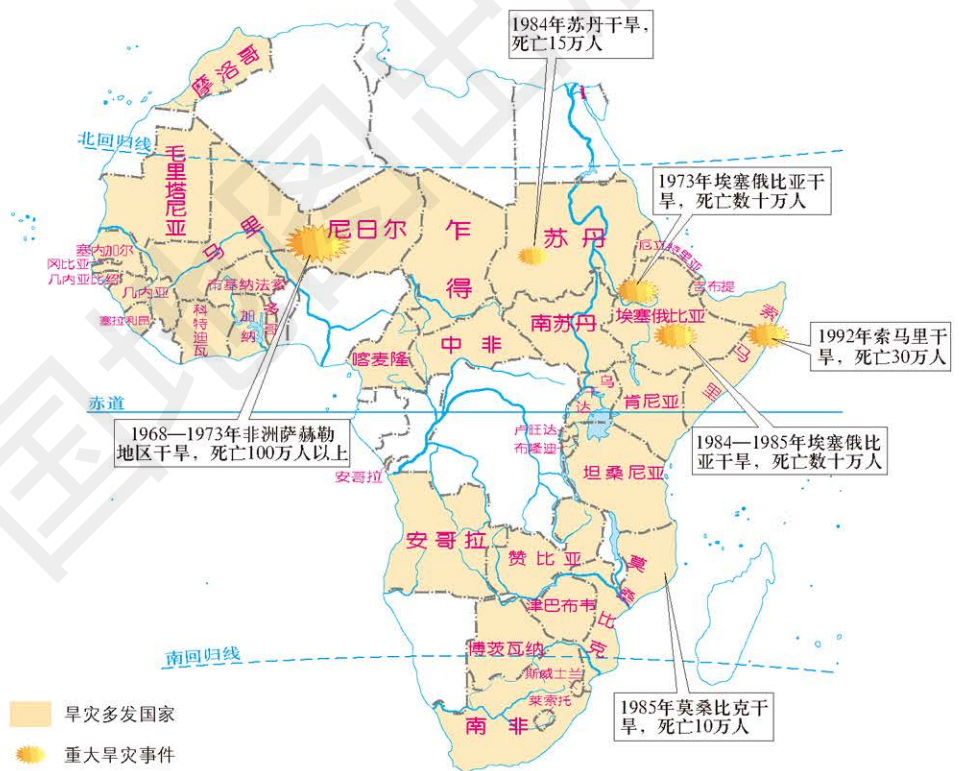 1984年苏丹干旱,
死亡15万人
摩洛哥
北回归线
毛里塔尼亚
1973年埃塞俄比亚干
旱，死亡数十万人
马里
尼日尔
乍得
苏丹
厄立特里亚
塞内加尔
冈比亚
几内亚比绍
几内亚
布基纳法索
吉布提
塞拉利昂
科特迪瓦
加纳
多哥
南苏丹
埃塞俄比亚
索马里
1992年索马里干
旱，死亡30万人
喀麦隆
中非
乌干达
肯尼亚
赤道
1968—1973年非洲萨赫勒
地区干旱，死亡100万人以上
卢旺达
布隆迪
1984—1985年埃塞俄比
亚干旱，死亡数十万人
安哥拉
坦桑尼亚
安哥拉
赞比亚
莫桑比克
津巴布韦
南回归线
博茨瓦纳
斯威士兰
莱索托
南非
1985年莫桑比克干
旱，死亡10万人
旱灾多发国家
重大旱灾事件